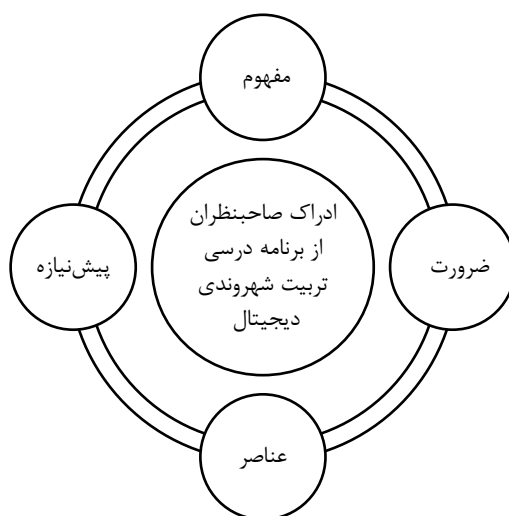 مفهوم
ادراک صاحبنظران
از برنامه درسی
تربیت شهروندی
دیجیتال
ضرورت
پیش‌نیازه
عناصر